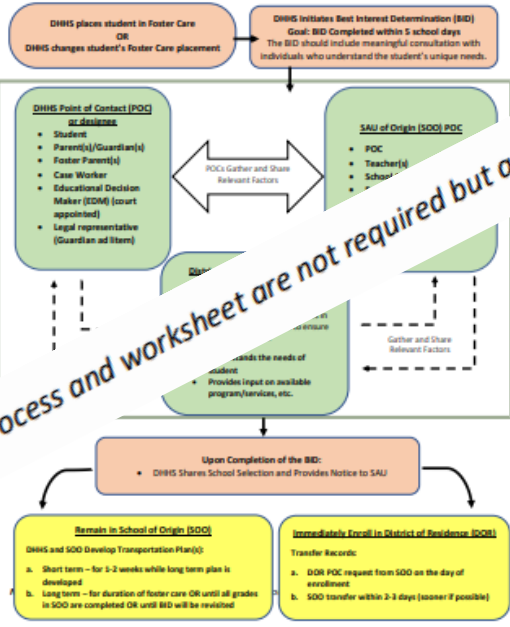 DHHS places student in Foster Care
OR
DHHS changes student's Foster Care placement
DHHS Initiates Best Interest Determination (BID)
Goal: BID Completed within 5 school days
The BID should include meaningful consultation with
individuals who understand the student's unique needs.
DHHS Point of Contact (POC)
or designee
• Student
• Parent(s)/Guardian(s)
• Foster Parent(s)
• Case Worker
• Educational Decision
Maker (EDM) (court
appointed)
• Legal representative
(Guardian ad litem)
POCs Gather and Share
Relevant Factors
SAU of Origin (SOO) POC
• POC
• Teacher(s)
• School
ocess and worksheet are not required but a
in
to ensure
ands the needs of
student
• Provides input on available
program/services, etc.
Gather and Share
Relevant Factors
Upon Completion of the BID:
• DHHS Shares School Selection and Provides Notice to SAU
Remain in School of Origin (SOO)
DHHS and SOO Develop Transportation Plan(s):
a. Short term – for 1-2 weeks while long term plan is
developed
b. Long term – for duration of foster care OR until all grades
in SOO are completed OR until BID will be revisited
Immediately Enroll in District of Residence (DOR)
Transfer Records:
a. DOR POC request from SOO on the day of
enrollment
b. SOO transfer within 2-3 days (sooner if possible)